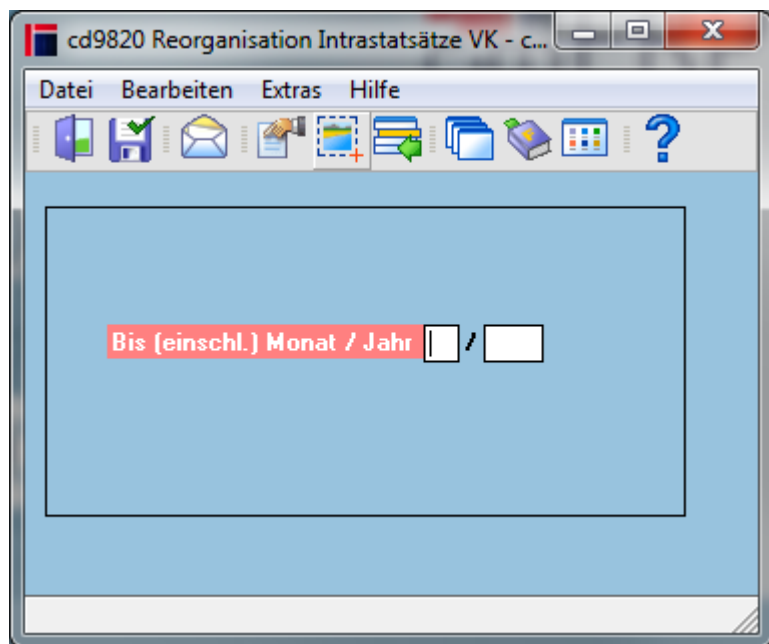 cd9820 Reorganisation Intrastatsätze VK - c...
Datei Bearbeiten Extras Hilfe
Bis (einschl.) Monat / Jahr /